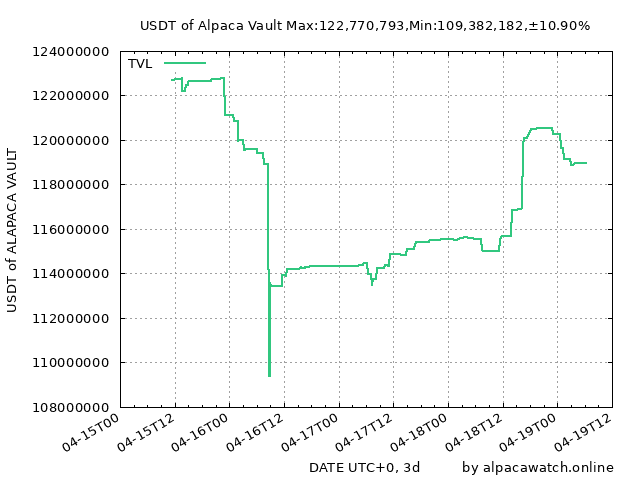 USDT of Alpaca Vault Max:122,770,793,Min:109,382,182,±10.90%
TVL
USDT of ALAPACA VAULT
124000000
122000000
120000000
118000000
116000000
114000000
112000000
110000000
108000000
04-15T00
04-15T12
04-16T00
04-16T12
04-17T00
04-17T12
04-18T00
04-18T12
04-19T00
04-19T12
DATE UTC+0, 3d
by alpacawatch.online